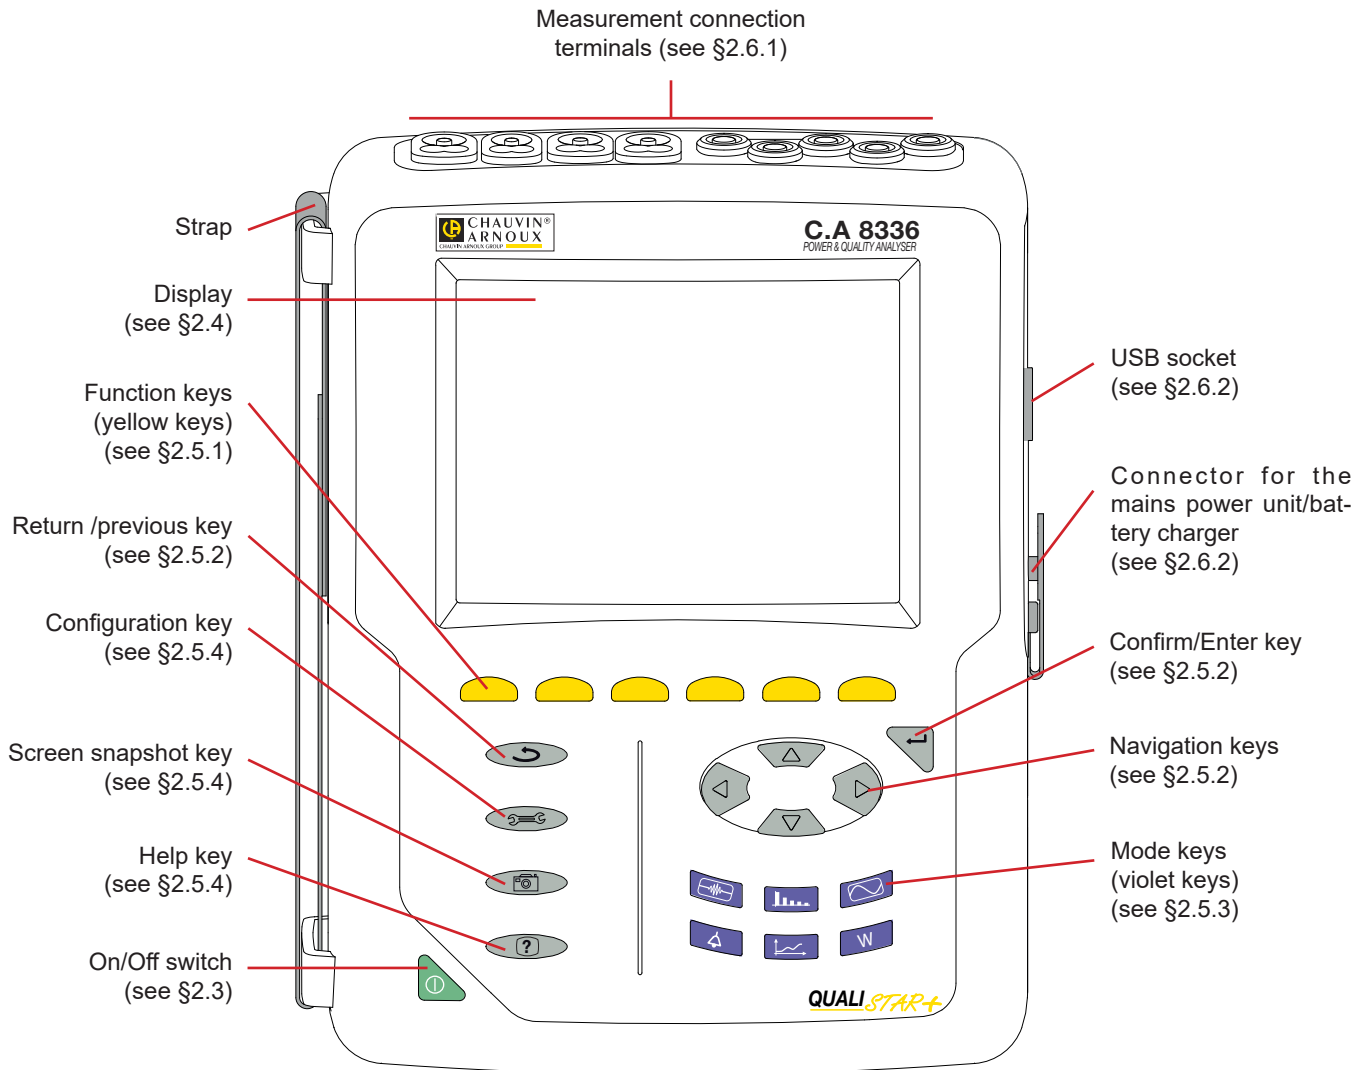 Measurement connection
terminals (see §2.6.1)
Strap
CHAUVIN®
ARNOUX
CHAUVIN ARNOUX GROUP
C.A 8336
POWER & QUALITY ANALYSER
Display
(see §2.4)
Function keys
(yellow keys)
(see §2.5.1)
Return /previous key
(see §2.5.2)
Configuration key
(see §2.5.4)
Screen snapshot key
(see §2.5.4)
Help key
(see §2.5.4)
On/Off switch
(see §2.3)
USB socket
(see §2.6.2)
Connector for the
mains power unit/bat-
tery charger
(see §2.6.2)
Confirm/Enter key
(see §2.5.2)
Navigation keys
(see §2.5.2)
Mode keys
(violet keys)
(see §2.5.3)
?
W
QUALISTAR+